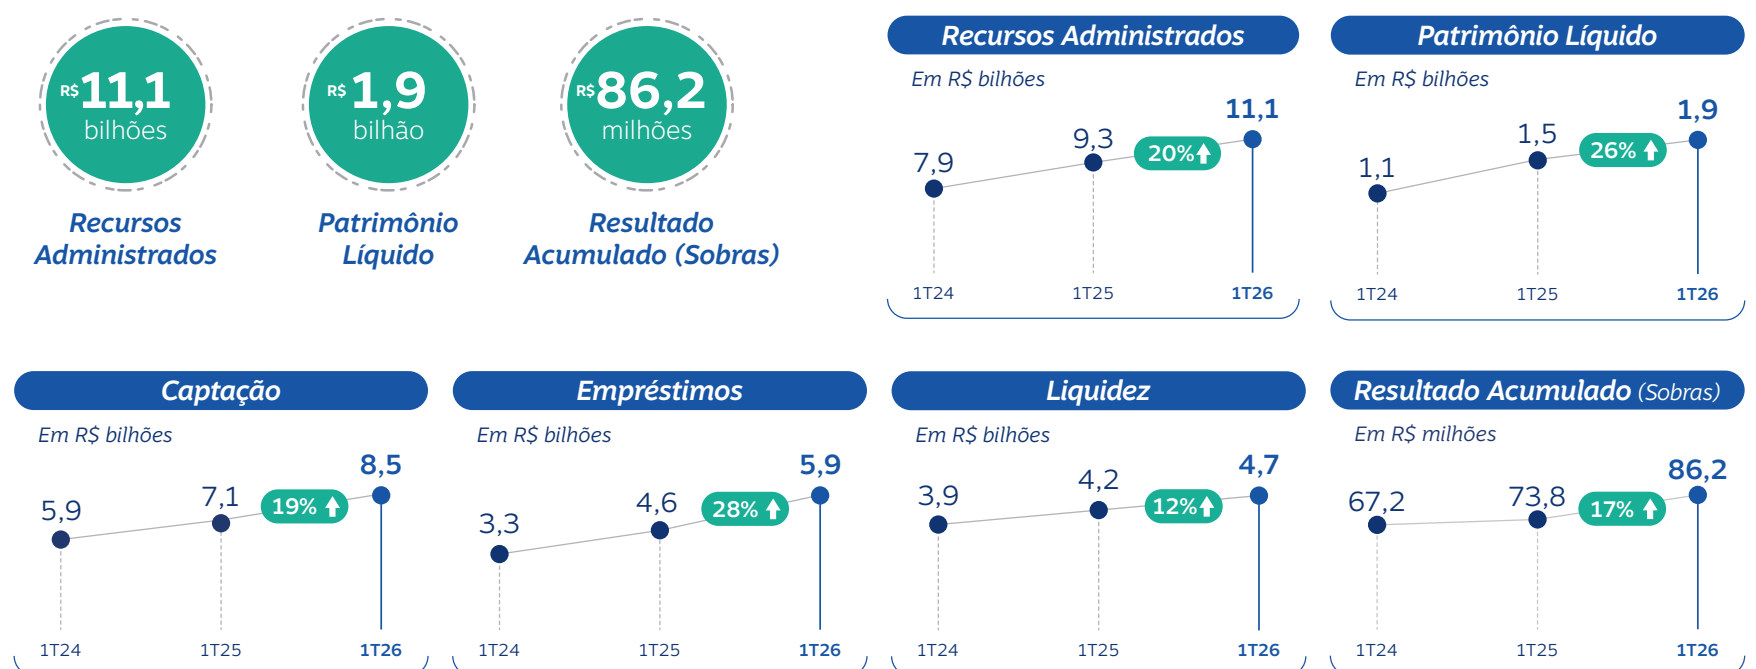 R$ 11,1
bilhões
Recursos
Administrados
R$ 1,9
bilhão
Patrimônio
Líquido
R$ 86,2
milhões
Resultado
Acumulado (Sobras)
Recursos Administrados
Em R$ bilhões
7,9
9,3
20%
11,1
1T24
1T25
1T26
Patrimônio Líquido
Em R$ bilhões
1,1
1,5
26%
1,9
1T24
1T25
1T26
Captação
Em R$ bilhões
5,9
7,1
19%
8,5
1T24
1T25
1T26
Empréstimos
Em R$ bilhões
3,3
4,6
28%
5,9
1T24
1T25
1T26
Liquidez
Em R$ bilhões
3,9
4,2
12%
4,7
1T24
1T25
1T26
Resultado Acumulado (Sobras)
Em R$ milhões
67,2
73,8
17%
86,2
1T24
1T25
1T26